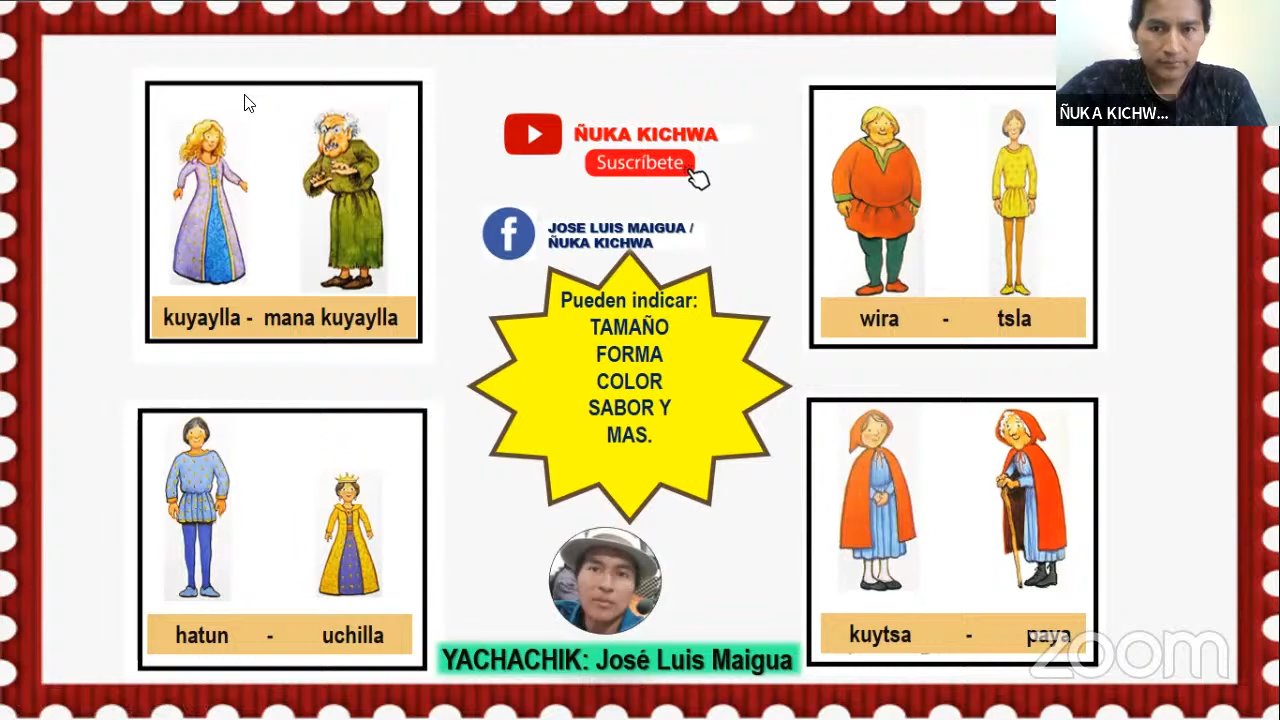 kuyaylla - mana kuyaylla
ÑUKA KICHWA
Suscríbete
JOSE LUIS MAIGUA /
ÑUKA KICHWA
ÑUKA KICHW...
wira - tsla
Pueden indicar:
TAMAÑO
FORMA
COLOR
SABOR Y
MAS.
hatun - uchilla
kuytsa - paya
YACHACHIK: José Luis Maigua
zoom